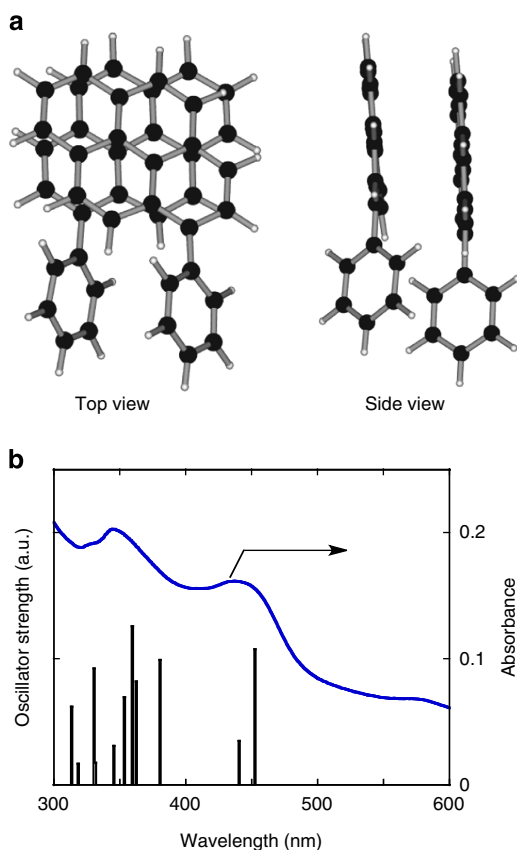 a
Top view
Side view
b
Oscillator strength (a.u.)
0.2
0.1
0
Absorbance
300
400
500
600
Wavelength (nm)